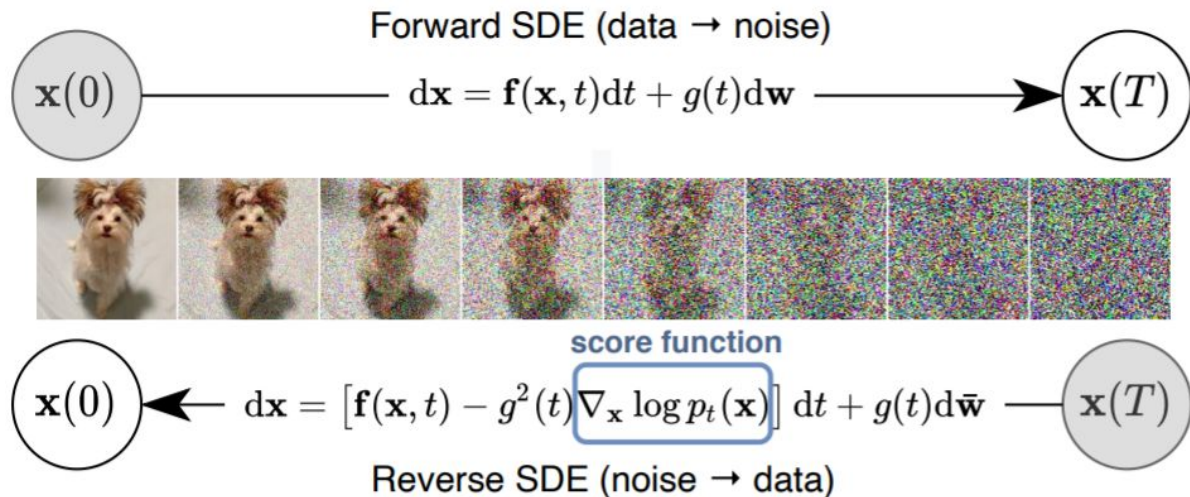 Forward SDE (data → noise)
x(0) dx = f(x, t)dt + g(t)dw x(T)
score function
x(0) dx = [f(x, t) − g²(t)∇ₓ log pₜ(x)] dt + g(t)dw̄ x(T)
Reverse SDE (noise → data)